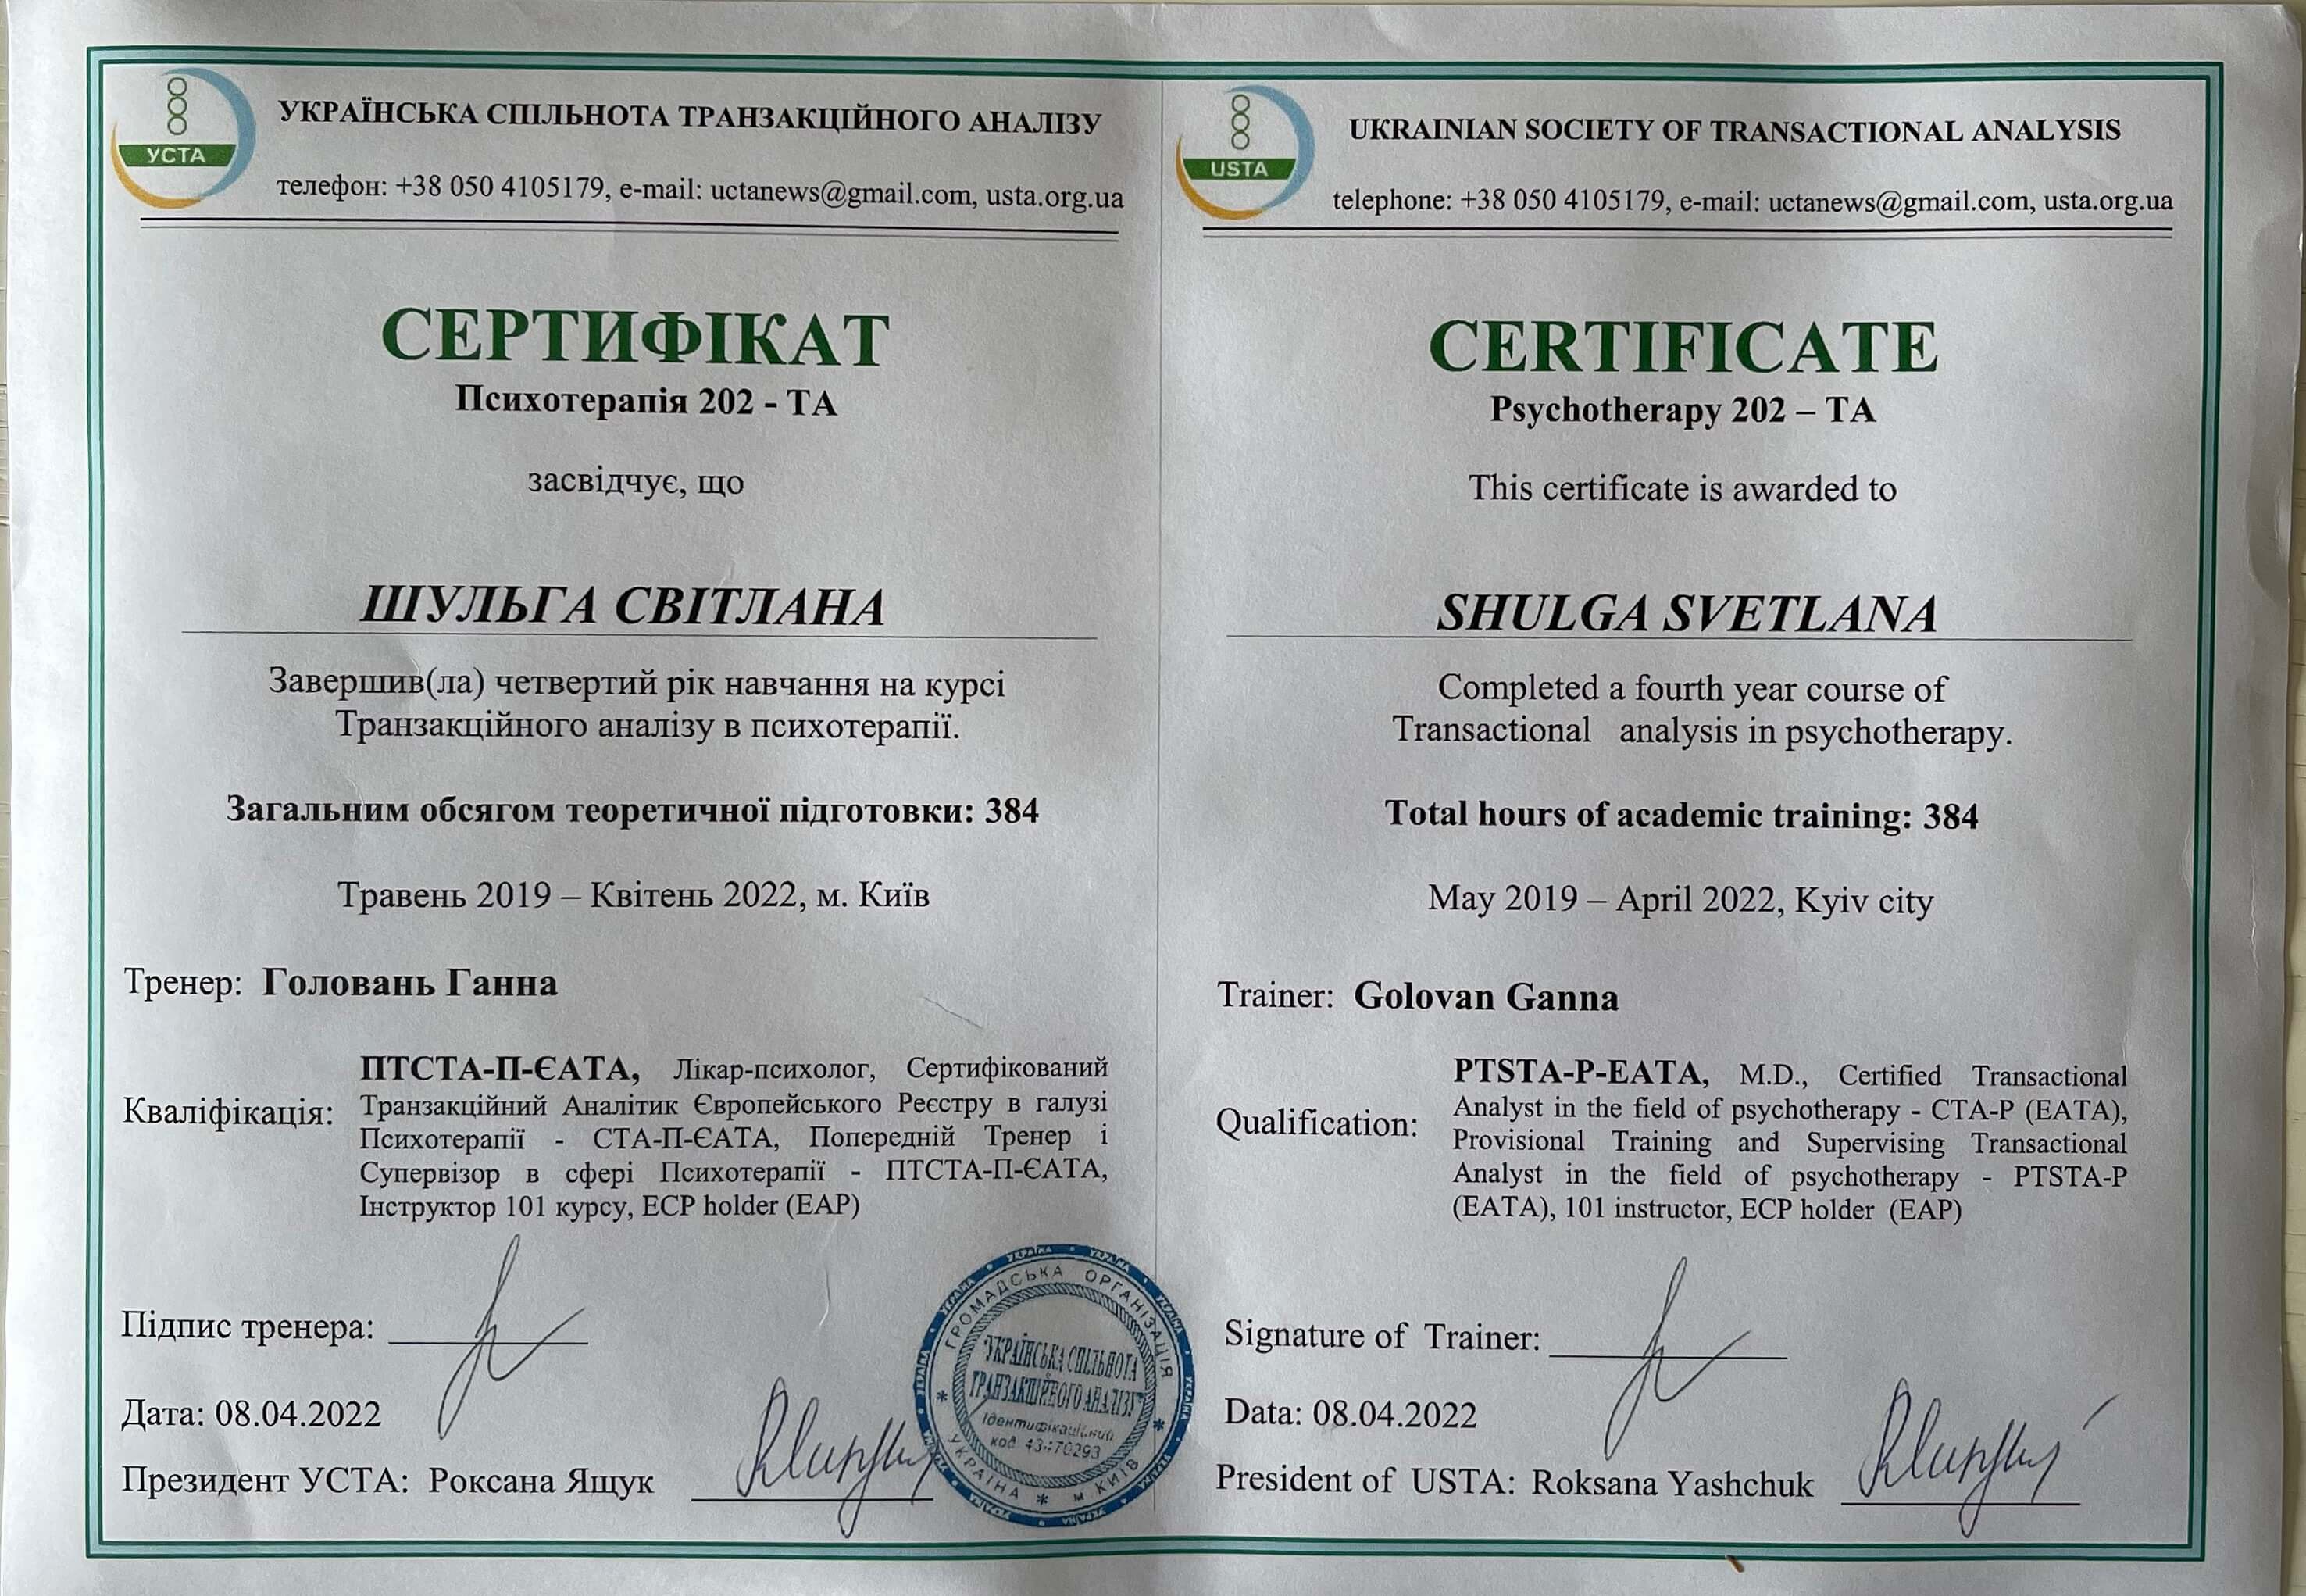 УСТА
УКРАЇНСЬКА СПІЛЬНОТА ТРАНЗАКЦІЙНОГО АНАЛІЗУ
телефон: +38 050 4105179, e-mail: uctanews@gmail.com, usta.org.ua
СЕРТИФІКАТ
Психотерапія 202 - ТА
засвідчує, що
ШУЛЬГА СВІТЛАНА
Завершив(ла) четвертий рік навчання на курсі
Транзакційного аналізу в психотерапії.
Загальним обсягом теоретичної підготовки: 384
Травень 2019 – Квітень 2022, м. Київ
Тренер: Головань Ганна
Кваліфікація:
ПТСТА-П-ЄАТА, Лікар-психолог, Сертифікований
Транзакційний Аналітик Європейського Реєстру в галузі
Психотерапії - СТА-П-ЄАТА, Попередній Тренер і
Супервізор в сфері Психотерапії - ПТСТА-П-ЄАТА,
Інструктор 101 курсу, ECP holder (EAP)
Підпис тренера:
Дата: 08.04.2022
Президент УСТА: Роксана Ящук
ГРОМАДСЬКА ОРГАНІЗАЦІЯ
"УКРАЇНСЬКА СПІЛЬНОТА
ТРАНЗАКЦІЙНОГО АНАЛІЗУ"
Ідентифікаційний
код 43470293
УКРАЇНА * м КИЇВ
USTA
UKRAINIAN SOCIETY OF TRANSACTIONAL ANALYSIS
telephone: +38 050 4105179, e-mail: uctanews@gmail.com, usta.org.ua
CERTIFICATE
Psychotherapy 202 – TA
This certificate is awarded to
SHULGA SVETLANA
Completed a fourth year course of
Transactional analysis in psychotherapy.
Total hours of academic training: 384
May 2019 – April 2022, Kyiv city
Trainer: Golovan Ganna
Qualification:
PTSTA-P-EATA, M.D., Certified Transactional
Analyst in the field of psychotherapy - CTA-P (EATA),
Provisional Training and Supervising Transactional
Analyst in the field of psychotherapy - PTSTA-P
(EATA), 101 instructor, ECP holder (EAP)
Signature of Trainer:
Data: 08.04.2022
President of USTA: Roksana Yashchuk